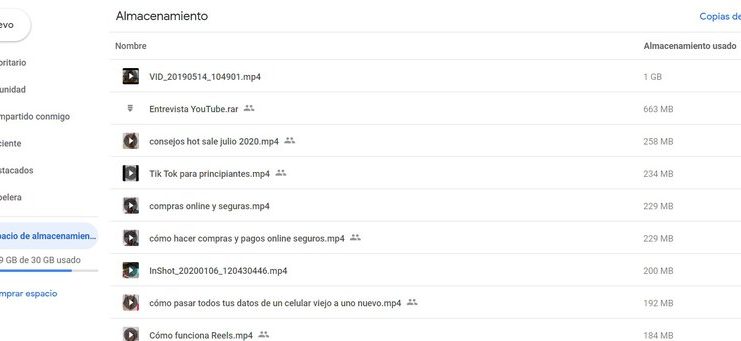 Almacenamiento
Copias de
evo
Nombre
Almacenamiento usado
oritario
VID_20190514_104901.mp4
1 GB
unidad
Entrevista YouTube.rar
663 MB
mpartido conmigo
consejos hot sale julio 2020.mp4
258 MB
ciente
stacados
Tik Tok para principiantes.mp4
234 MB
pelera
compras online y seguras.mp4
229 MB
pacio de almacenamien...
cómo hacer compras y pagos online seguros.mp4
229 MB
9 GB de 30 GB usado
InShot_20200106_120430446.mp4
200 MB
mprar espacio
cómo pasar todos tus datos de un celular viejo a uno nuevo.mp4
192 MB
Cómo funciona Reels.mp4
184 MB